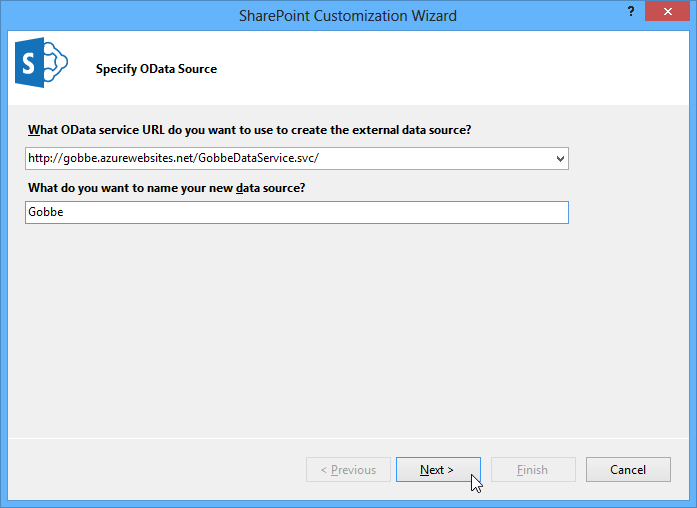 SharePoint Customization Wizard
?
S
Specify OData Source
What OData service URL do you want to use to create the external data source?
http://gobbe.azurewebsites.net/GobbeDataService.svc/
What do you want to name your new data source?
Gobbe
< Previous Next > Finish Cancel